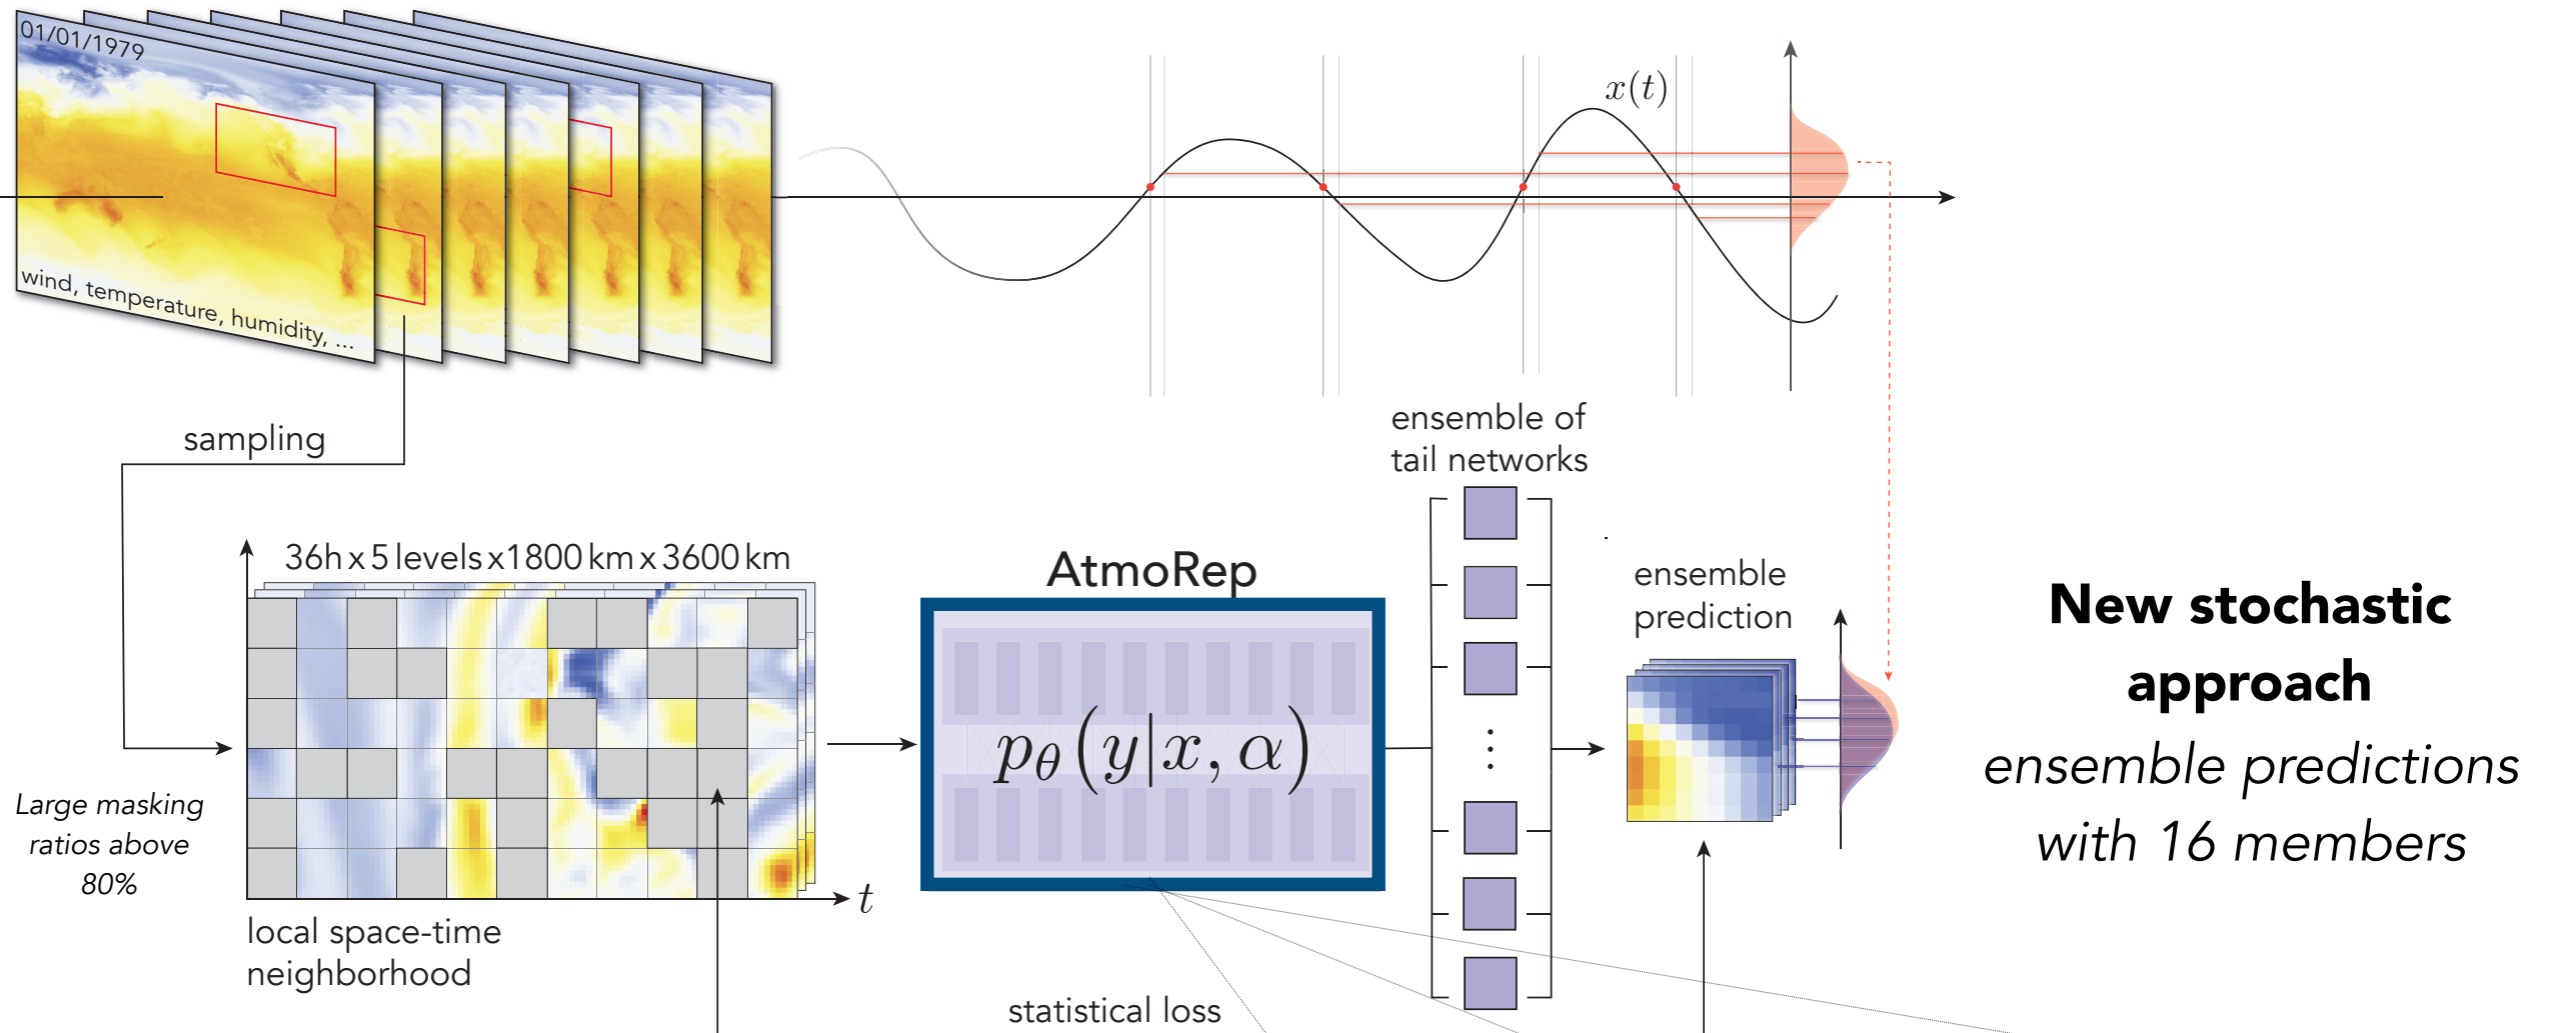 01/01/1979
wind, temperature, humidity, ...
x(t)
sampling
ensemble of
tail networks
36h x 5 levels x 1800 km x 3600 km
AtmoRep
ensemble
prediction
New stochastic
approach
ensemble predictions
with 16 members
pθ(y|x, α)
Large masking
ratios above
80%
t
local space-time
neighborhood
statistical loss